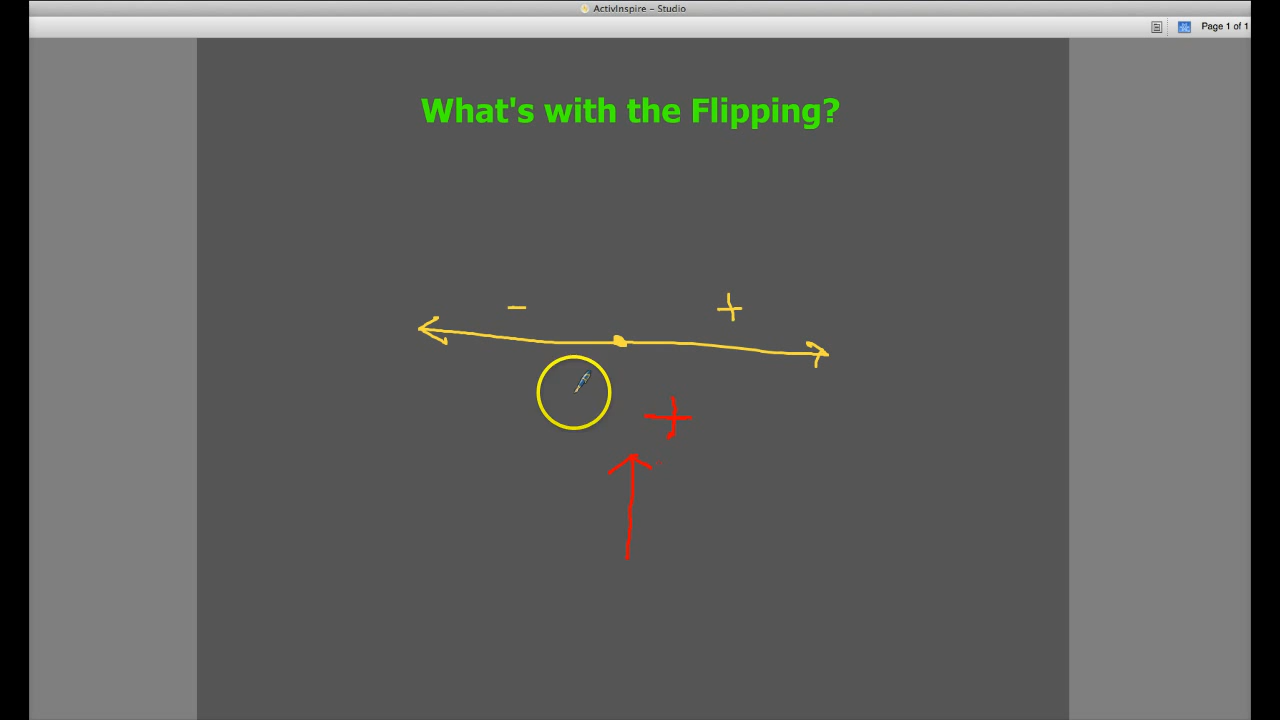 ActivInspire – Studio
Page 1 of 1
What's with the Flipping?
- +
+